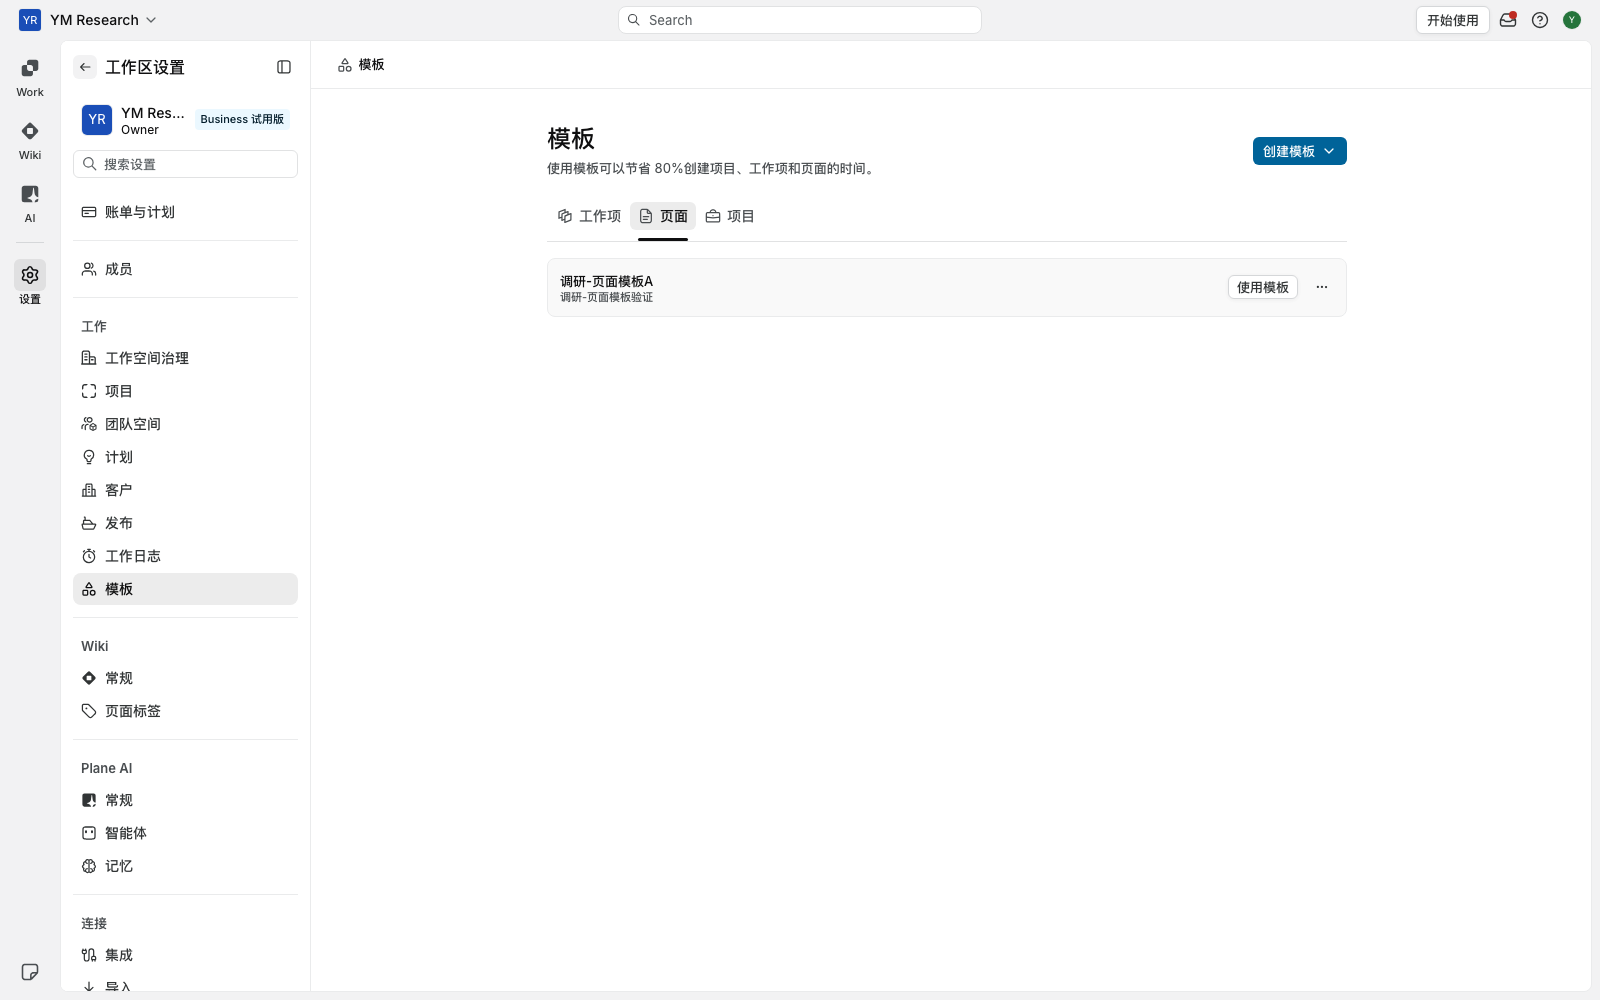 YR YM Research
Search
开始使用
Y
Work
Wiki
AI
设置
工作区设置
YR
YM Res...
Owner
Business 试用版
搜索设置
账单与计划
成员
工作
工作空间治理
项目
团队空间
计划
客户
发布
工作日志
模板
Wiki
常规
页面标签
Plane AI
常规
智能体
记忆
连接
集成
导入
模板
模板
使用模板可以节省 80%创建项目、工作项和页面的时间。
创建模板
工作项
页面
项目
调研-页面模板A
调研-页面模板验证
使用模板